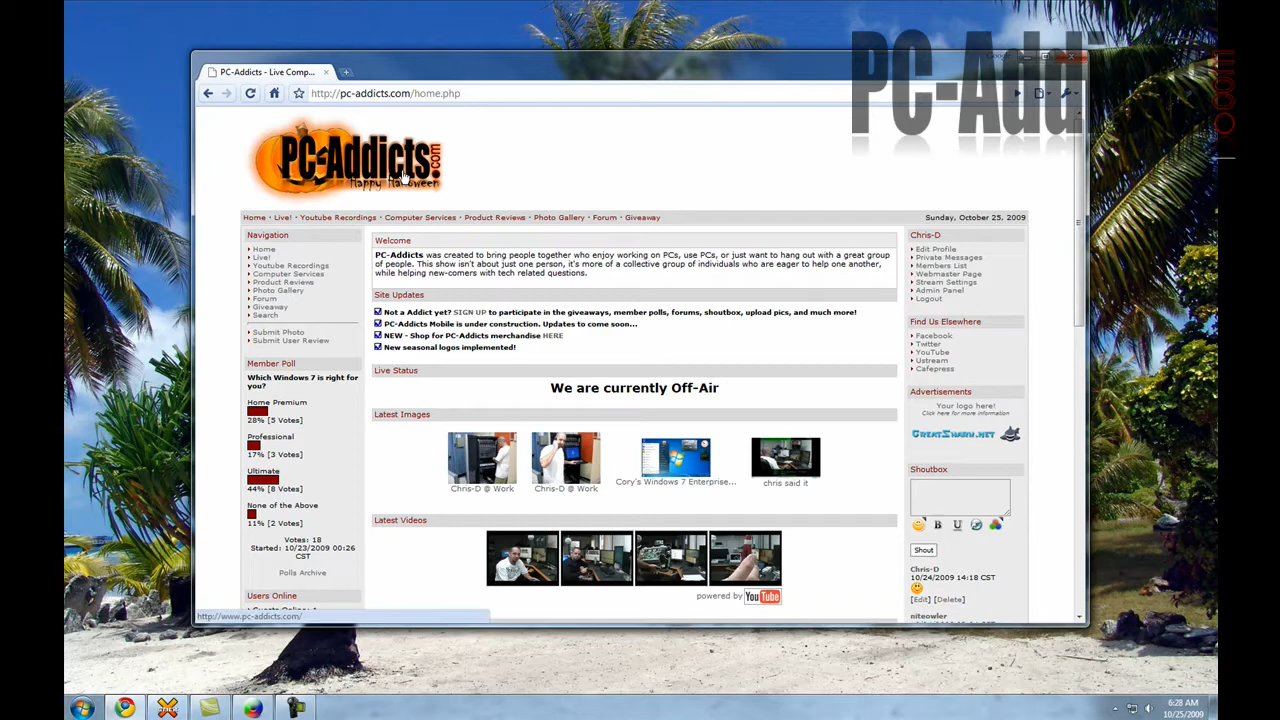 PC-Addi
.com
Google
PC-Addicts - Live Comp...
http://pc-addicts.com/home.php
PC-Addicts.com
Happy Halloween
Home · Live! · Youtube Recordings · Computer Services · Product Reviews · Photo Gallery · Forum · Giveaway
Sunday, October 25, 2009
Navigation
Home
Live!
Youtube Recordings
Computer Services
Product Reviews
Photo Gallery
Forum
Giveaway
Search
Submit Photo
Submit User Review
Member Poll
Which Windows 7 is right for
you?
Home Premium
28% [5 Votes]
Professional
17% [3 Votes]
Ultimate
44% [8 Votes]
None of the Above
11% [2 Votes]
Votes: 18
Started: 10/23/2009 00:26
CST
Polls Archive
Users Online
Welcome
PC-Addicts was created to bring people together who enjoy working on PCs, use PCs, or just want to hang out with a great group
of people. This show isn't about just one person, it's more of a collective group of individuals who are eager to help one another,
while helping new-comers with tech related questions.
Site Updates
Not a Addict yet? SIGN UP to participate in the giveaways, member polls, forums, shoutbox, upload pics, and much more!
PC-Addicts Mobile is under construction. Updates to come soon...
NEW - Shop for PC-Addicts merchandise HERE
New seasonal logos implemented!
Live Status
We are currently Off-Air
Latest Images
Chris-D @ Work
Chris-D @ Work
Cory's Windows 7 Enterprise...
chris said it
Latest Videos
powered by YouTube
Chris-D
Edit Profile
Private Messages
Members List
Webmaster Page
Stream Settings
Admin Panel
Logout
Find Us Elsewhere
Facebook
Twitter
YouTube
Ustream
Cafepress
Advertisements
Your logo here!
Click here for more information
GreatShark.net
Shoutbox
B U
Shout
Chris-D
10/24/2009 14:18 CST
[Edit] [Delete]
niteowler
http://www.pc-addicts.com/
6:28 AM
10/25/2009